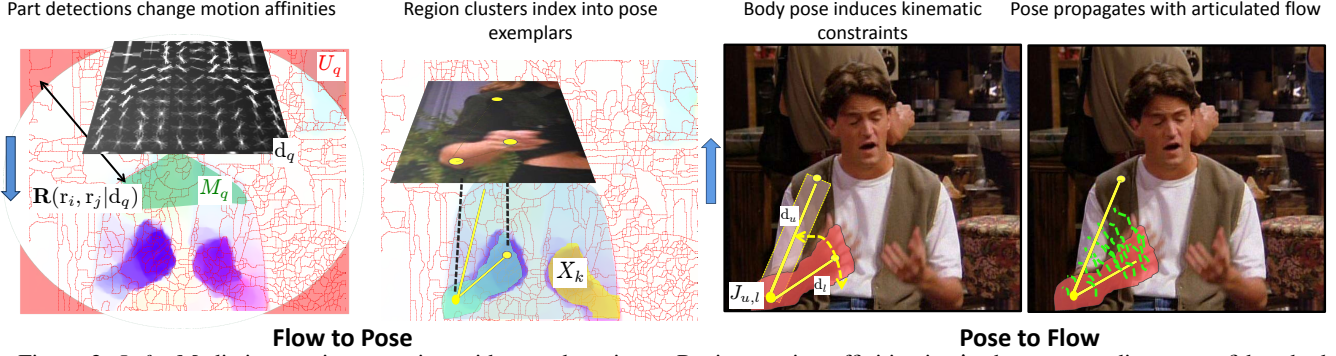 Part detections change motion affinities
Region clusters index into pose
exemplars
Body pose induces kinematic
constraints
Pose propagates with articulated flow
U_q
d_q
R(r_i, r_j|d_q)
M_q
X_k
d_u
d_l
J_{u,l}
Flow to Pose
Pose to Flow